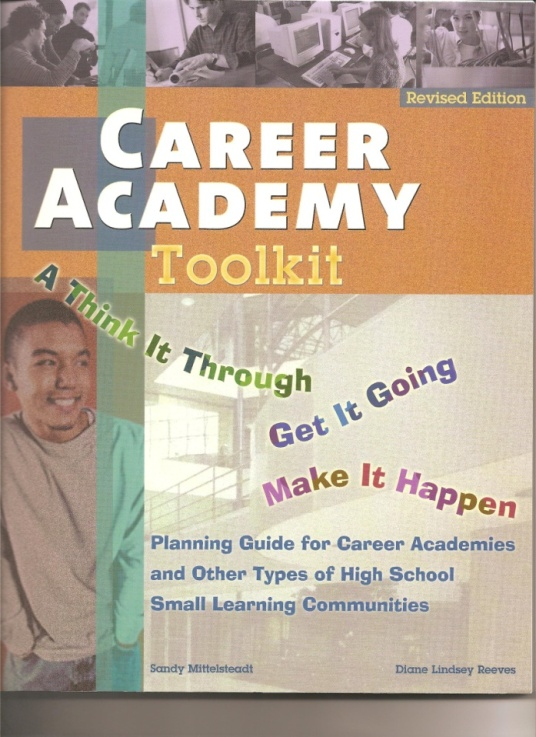 Revised Edition
CAREER
ACADEMY
Toolkit
A Think It Through
Get It Going
Make It Happen
Planning Guide for Career Academies
and Other Types of High School
Small Learning Communities
Sandy Mittelsteadt Diane Lindsey Reeves